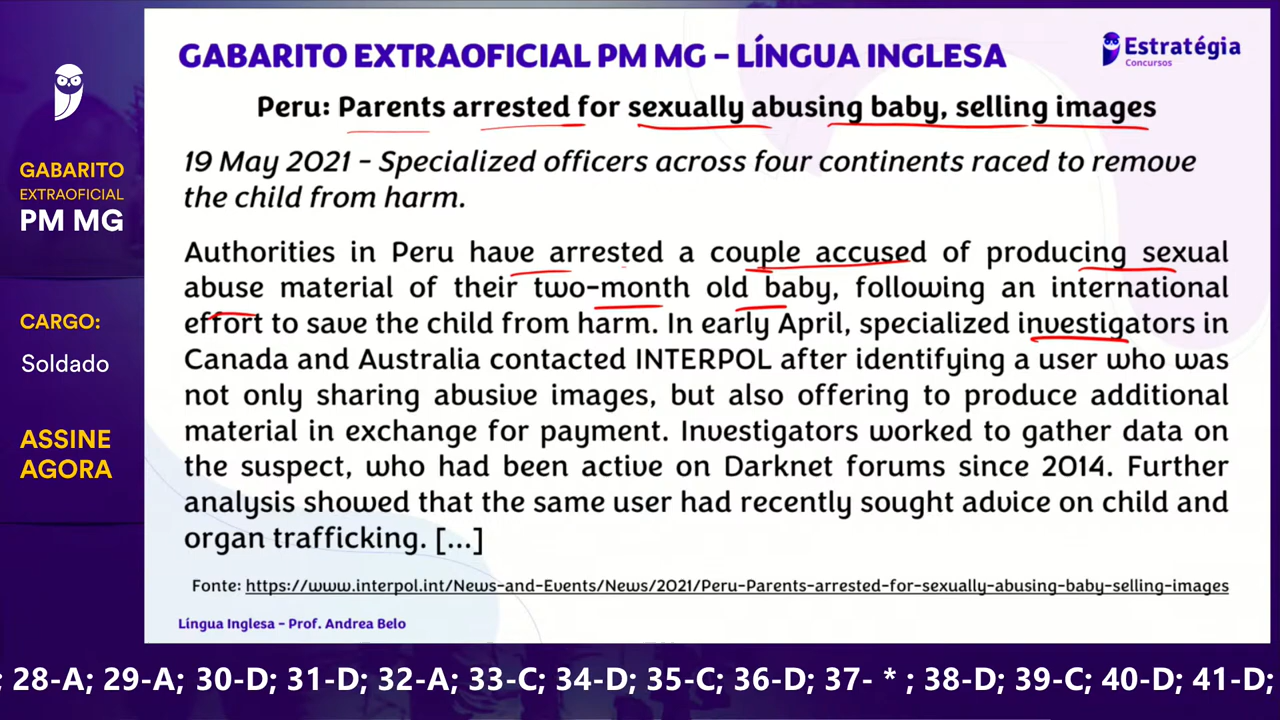 GABARITO EXTRAOFICIAL PM MG – LÍNGUA INGLESA
Estratégia
Concursos
Peru: Parents arrested for sexually abusing baby, selling images
19 May 2021 – Specialized officers across four continents raced to remove
the child from harm.
Authorities in Peru have arrested a couple accused of producing sexual
abuse material of their two-month old baby, following an international
effort to save the child from harm. In early April, specialized investigators in
Canada and Australia contacted INTERPOL after identifying a user who was
not only sharing abusive images, but also offering to produce additional
material in exchange for payment. Investigators worked to gather data on
the suspect, who had been active on Darknet forums since 2014. Further
analysis showed that the same user had recently sought advice on child and
organ trafficking. [...]
Fonte: https://www.interpol.int/News-and-Events/News/2021/Peru-Parents-arrested-for-sexually-abusing-baby-selling-images
Língua Inglesa – Prof. Andrea Belo
GABARITO
EXTRAOFICIAL
PM MG
CARGO:
Soldado
ASSINE
AGORA
; 28-A; 29-A; 30-D; 31-D; 32-A; 33-C; 34-D; 35-C; 36-D; 37- * ; 38-D; 39-C; 40-D; 41-D;